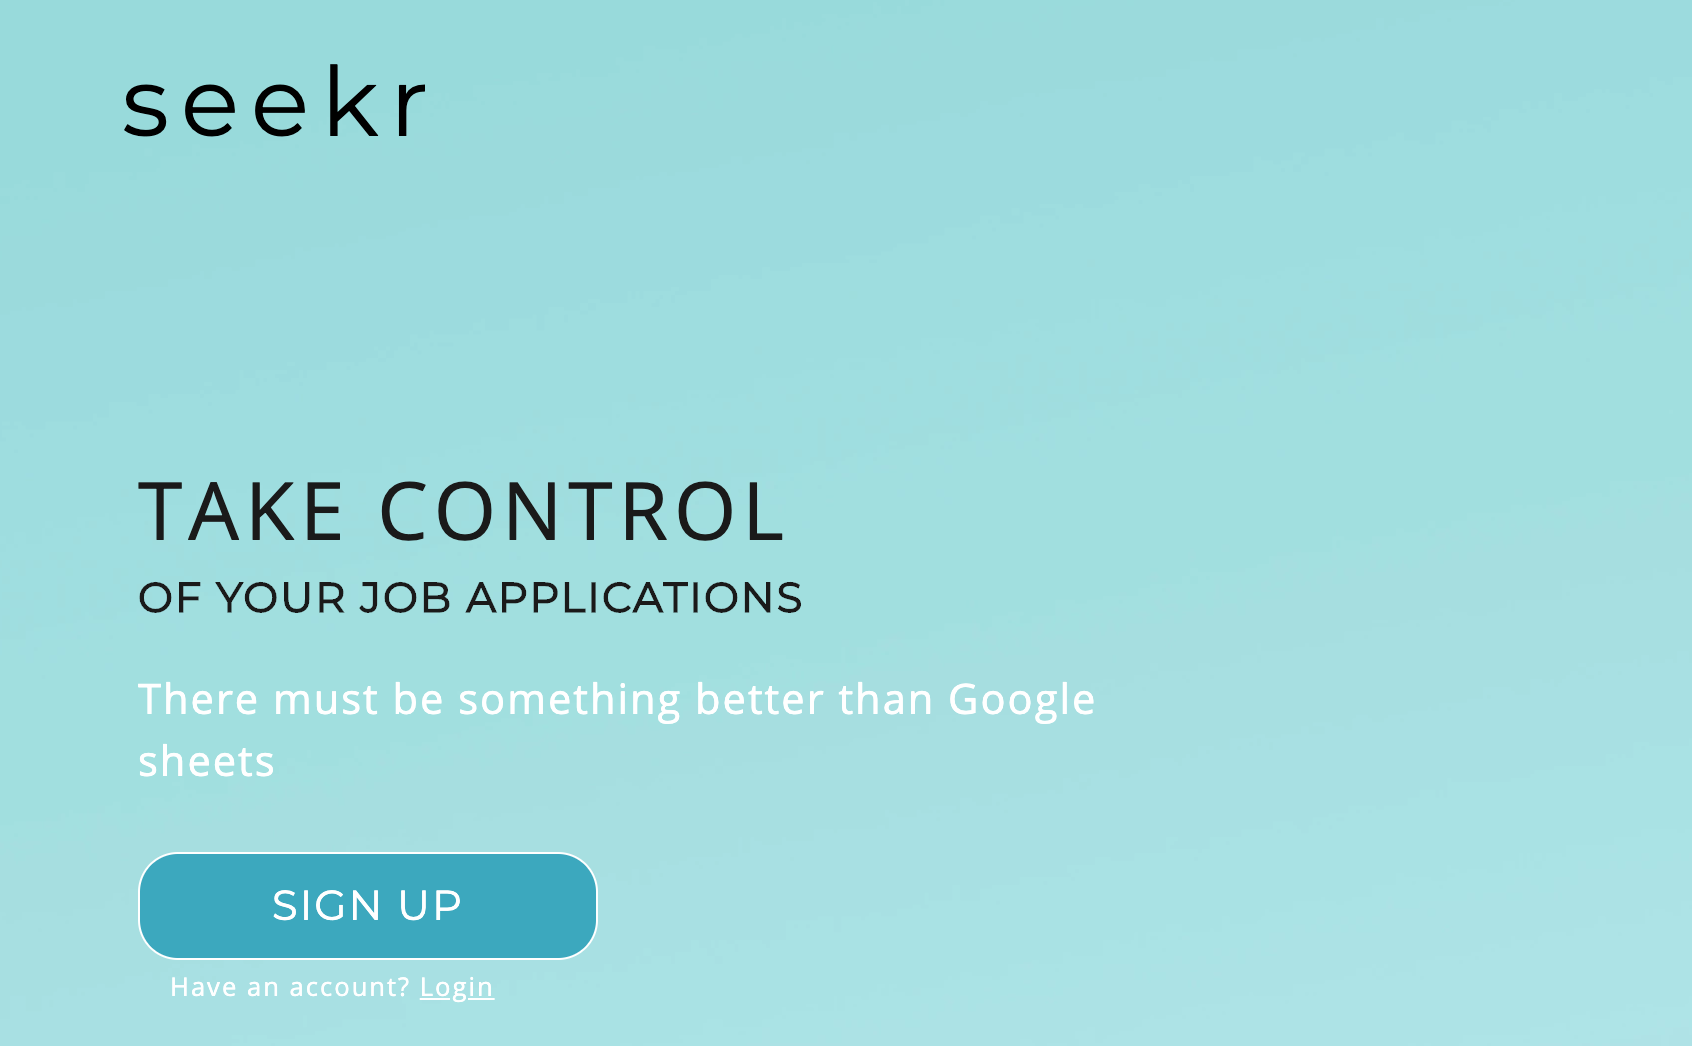 seekr
TAKE CONTROL
OF YOUR JOB APPLICATIONS
There must be something better than Google
sheets
SIGN UP
Have an account? Login